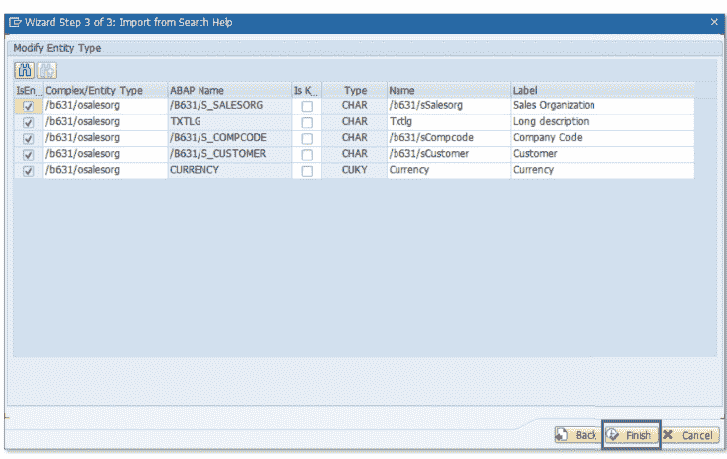 Wizard Step 3 of 3: Import from Search Help
Modify Entity Type
IsEn... Complex/Entity Type ABAP Name Is K... Type Name Label
/b631/osalesorg /B631/S_SALESORG CHAR /b631/sSalesorg Sales Organization
/b631/osalesorg TXTLG CHAR Txtlg Long description
/b631/osalesorg /B631/S_COMPCODE CHAR /b631/sCompcode Company Code
/b631/osalesorg /B631/S_CUSTOMER CHAR /b631/sCustomer Customer
/b631/osalesorg CURRENCY CUKY Currency Currency
Back Finish Cancel